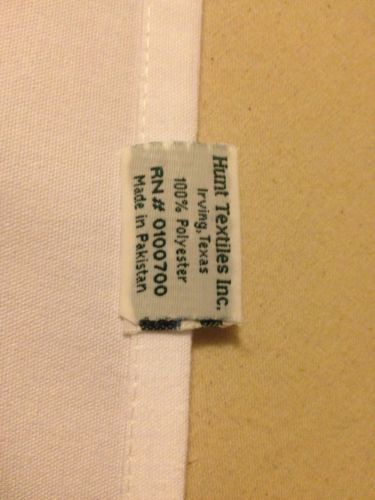 Hunt Textiles Inc.
Irving, Texas
100% Polyester
RN# 0100700
Made in Pakistan